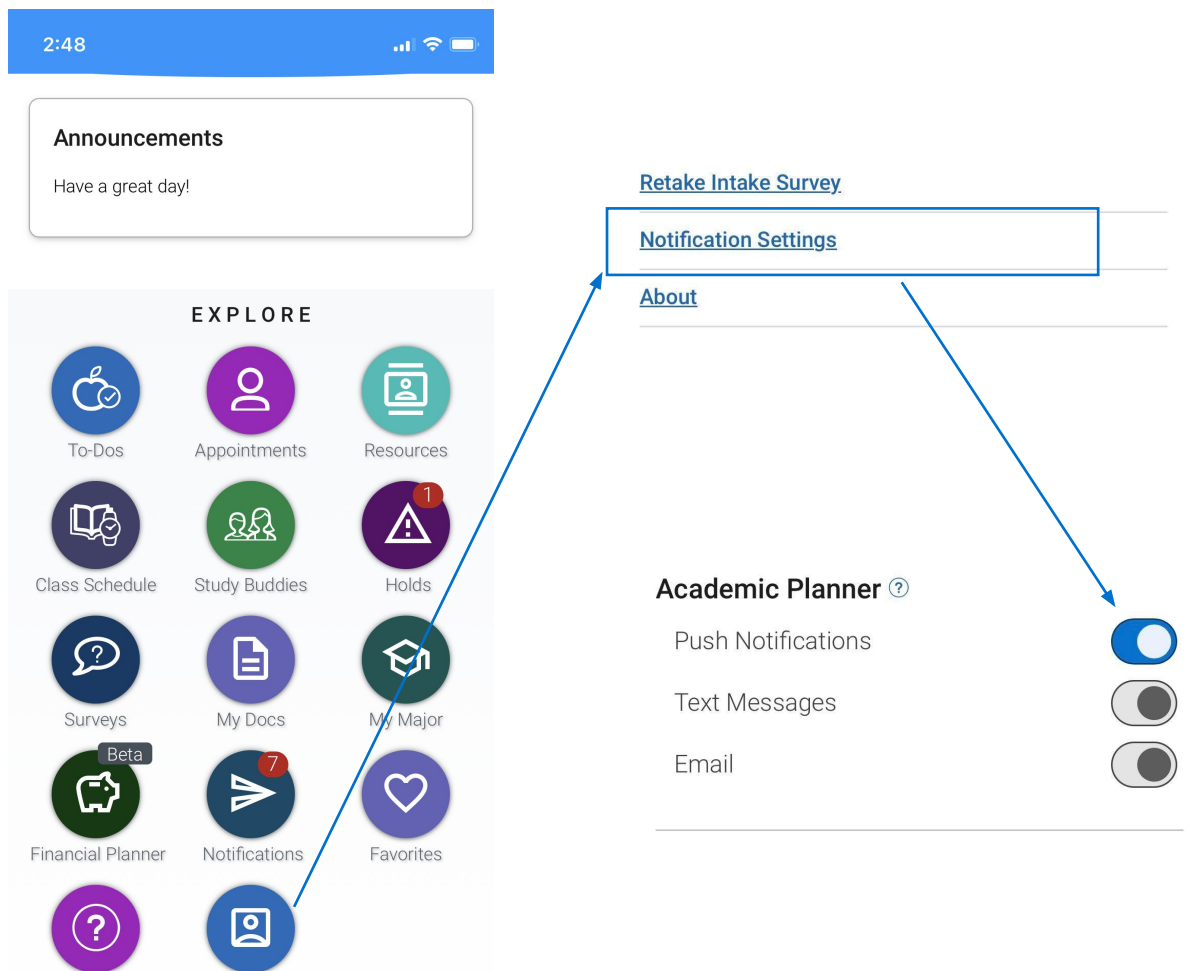 2:48
Announcements
Have a great day!
EXPLORE
To-Dos
Appointments
Resources
1
Class Schedule
Study Buddies
Holds
?
Surveys
My Docs
My Major
Beta
7
Financial Planner
Notifications
Favorites
?
Retake Intake Survey
Notification Settings
About
Academic Planner ?
Push Notifications
Text Messages
Email